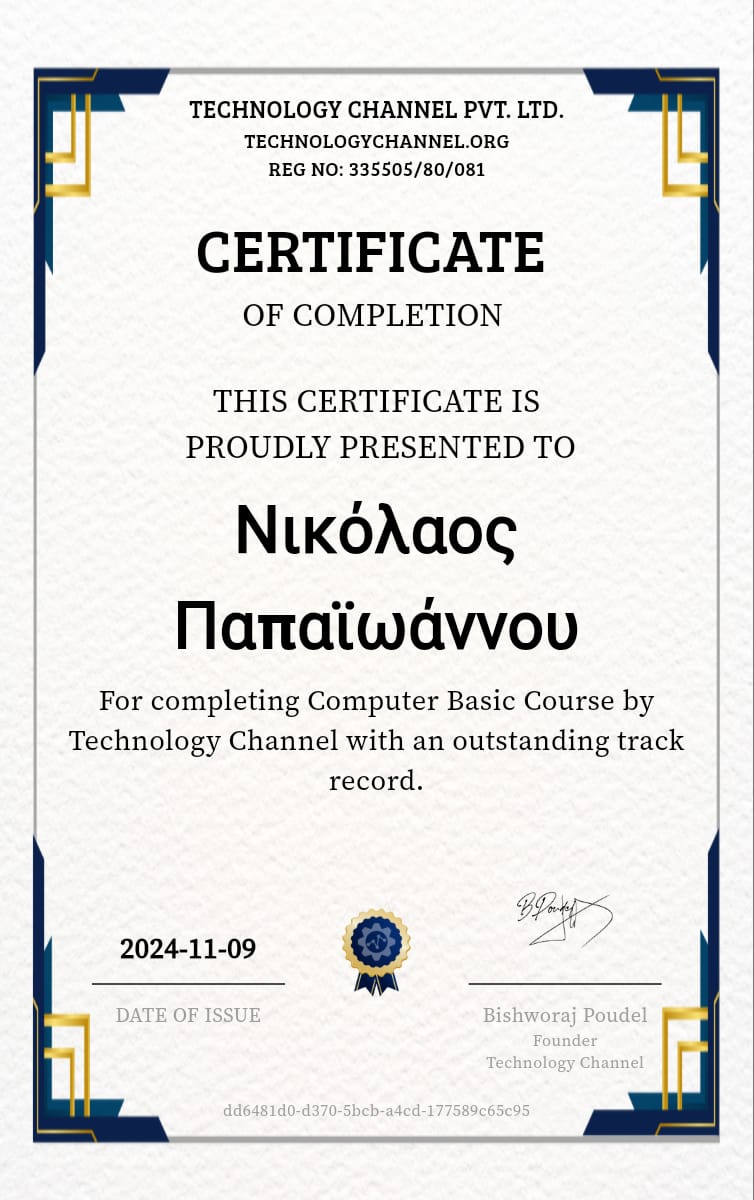 TECHNOLOGY CHANNEL PVT. LTD.
TECHNOLOGYCHANNEL.ORG
REG NO: 335505/80/081
CERTIFICATE
OF COMPLETION
THIS CERTIFICATE IS
PROUDLY PRESENTED TO
Νικόλαος
Παπαϊωάννου
For completing Computer Basic Course by
Technology Channel with an outstanding track
record.
B.Poudel
2024-11-09
DATE OF ISSUE
Bishworaj Poudel
Founder
Technology Channel
dd6481d0-d370-5bcb-a4cd-177589c65c95